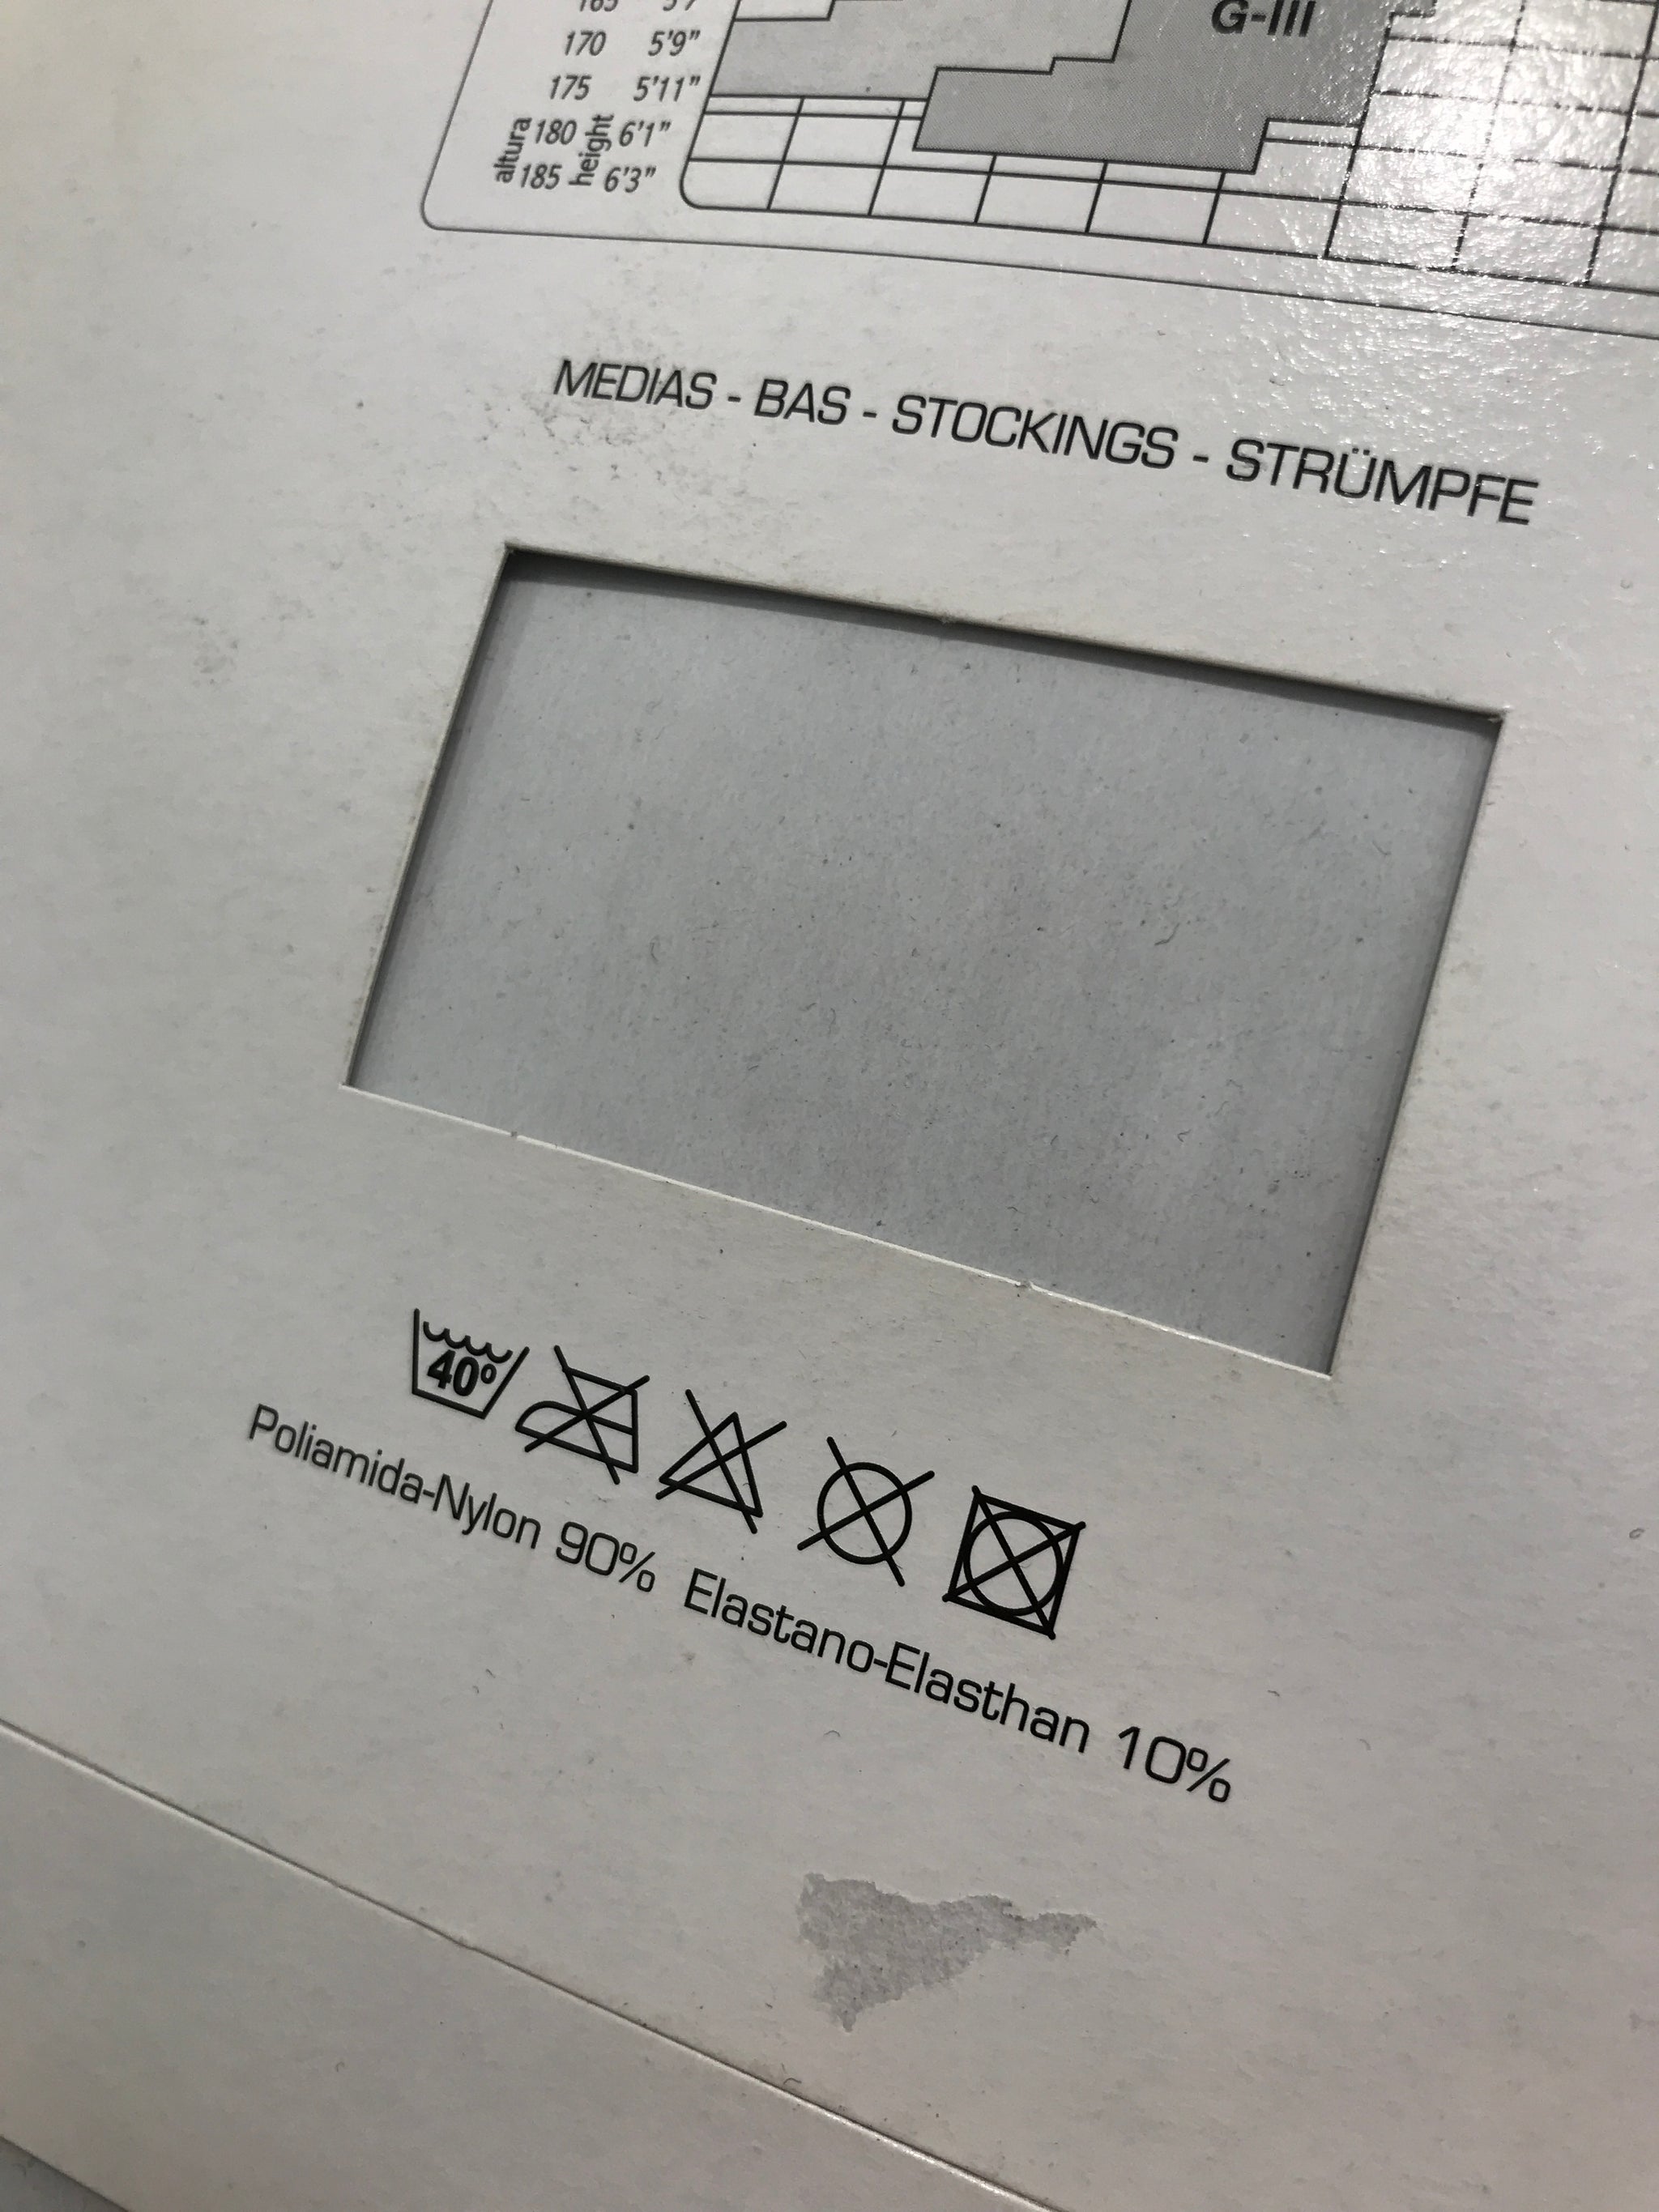 G-III
170 5'9"
175 5'11"
altura 180 height 6'1"
185 6'3"
MEDIAS - BAS - STOCKINGS - STRÜMPFE
40º
Poliamida-Nylon 90% Elastano-Elasthan 10%